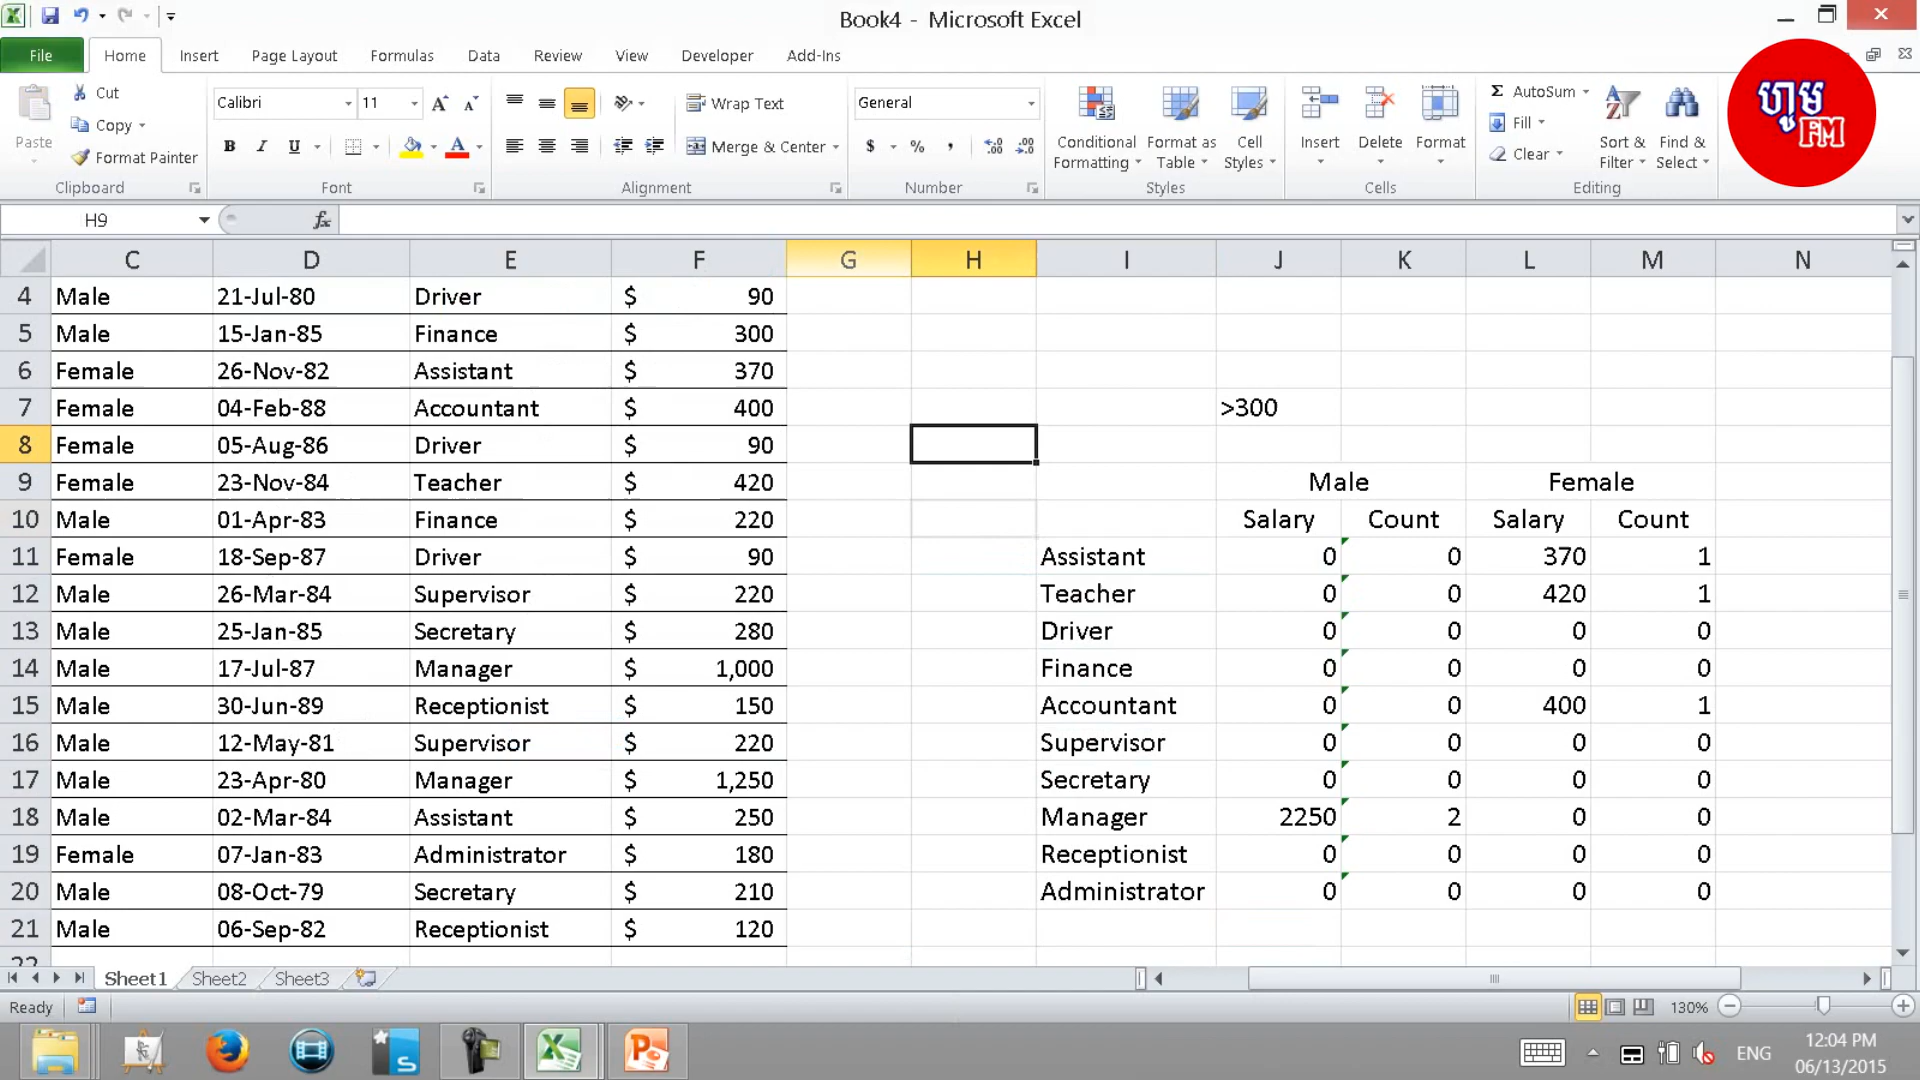 Book4 - Microsoft Excel
File Home Insert Page Layout Formulas Data Review View Developer Add-Ins
Paste Cut Copy Format Painter Clipboard
Calibri 11 B I U Font
Wrap Text Merge & Center Alignment
General $ % , Number
Conditional Formatting Format as Table Cell Styles Styles
Insert Delete Format Cells
AutoSum Fill Clear Sort & Filter Find & Select Editing
ហ្វូម
FM
H9 fx
C D E F G H I J K L M N
4 Male 21-Jul-80 Driver $ 90
5 Male 15-Jan-85 Finance $ 300
6 Female 26-Nov-82 Assistant $ 370
7 Female 04-Feb-88 Accountant $ 400 >300
8 Female 05-Aug-86 Driver $ 90
9 Female 23-Nov-84 Teacher $ 420 Male Female
10 Male 01-Apr-83 Finance $ 220 Salary Count Salary Count
11 Female 18-Sep-87 Driver $ 90 Assistant 0 0 370 1
12 Male 26-Mar-84 Supervisor $ 220 Teacher 0 0 420 1
13 Male 25-Jan-85 Secretary $ 280 Driver 0 0 0 0
14 Male 17-Jul-87 Manager $ 1,000 Finance 0 0 0 0
15 Male 30-Jun-89 Receptionist $ 150 Accountant 0 0 400 1
16 Male 12-May-81 Supervisor $ 220 Supervisor 0 0 0 0
17 Male 23-Apr-80 Manager $ 1,250 Secretary 0 0 0 0
18 Male 02-Mar-84 Assistant $ 250 Manager 2250 2 0 0
19 Female 07-Jan-83 Administrator $ 180 Receptionist 0 0 0 0
20 Male 08-Oct-79 Secretary $ 210 Administrator 0 0 0 0
21 Male 06-Sep-82 Receptionist $ 120
22
Sheet1 Sheet2 Sheet3
Ready 130%
ENG 12:04 PM
06/13/2015